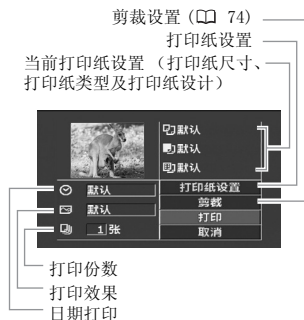 剪裁设置 (74)
打印纸设置
当前打印纸设置 (打印纸尺寸、
打印纸类型及打印纸设计)
默认
默认
默认
默认
打印纸设置
默认
剪裁
打印
1 张
取消
打印份数
打印效果
日期打印